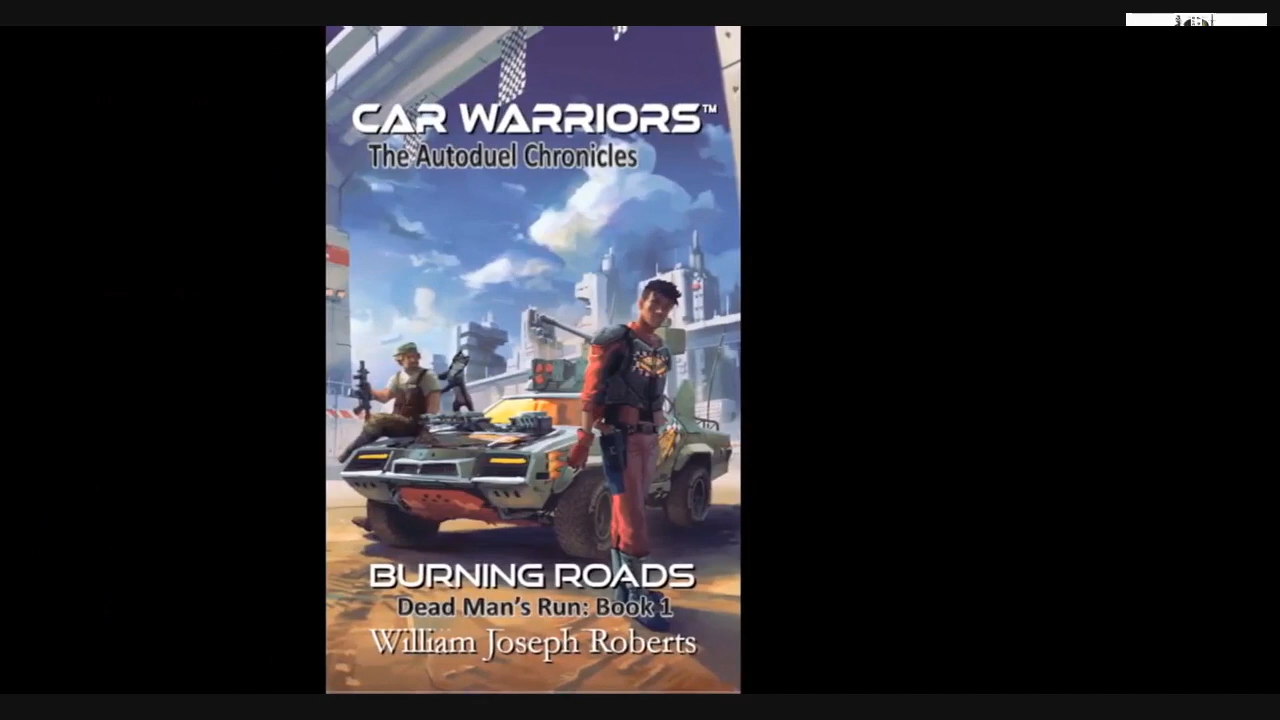 CAR WARRIORS™
The Autoduel Chronicles
BURNING ROADS
Dead Man's Run: Book 1
William Joseph Roberts